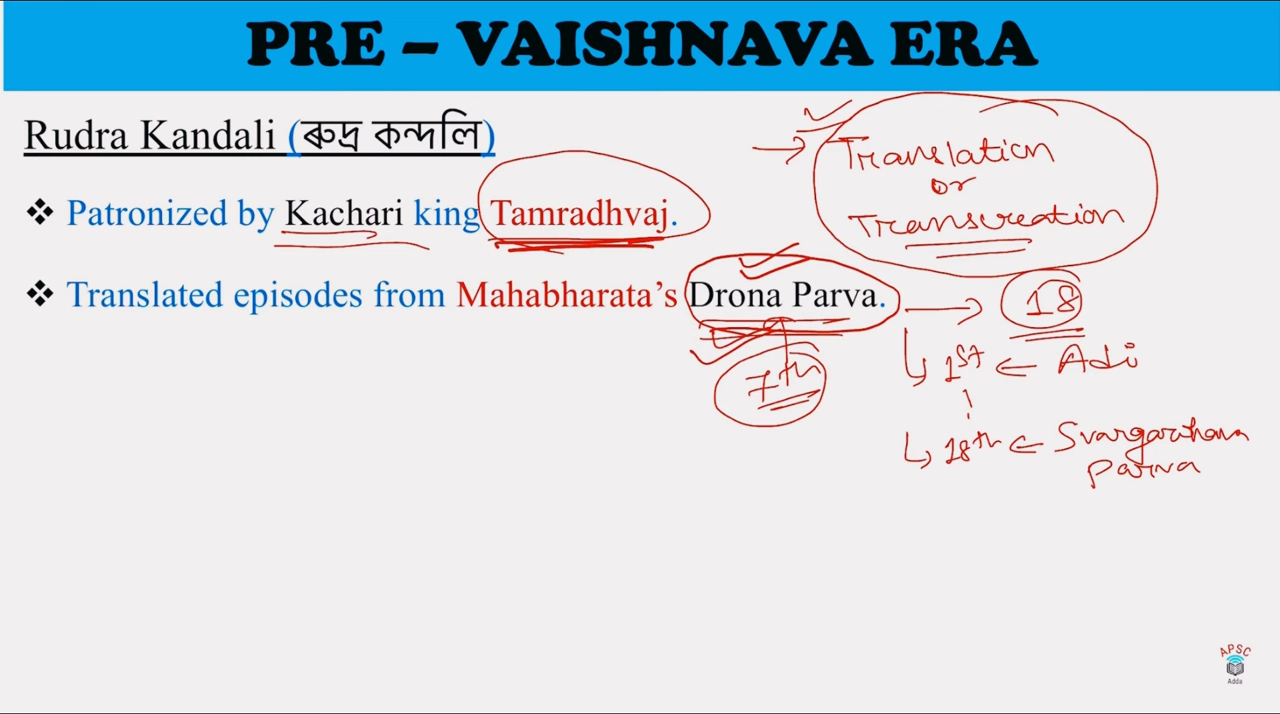 PRE – VAISHNAVA ERA
Rudra Kandali (ৰুদ্ৰ কন্দলি)
❖ Patronized by Kachari king Tamradhvaj.
❖ Translated episodes from Mahabharata’s Drona Parva.
→ Translation
or
Transcreation
→ 18
7th
1st ← Adi
18th ← Svargarohana
Parva
APSC
Adda